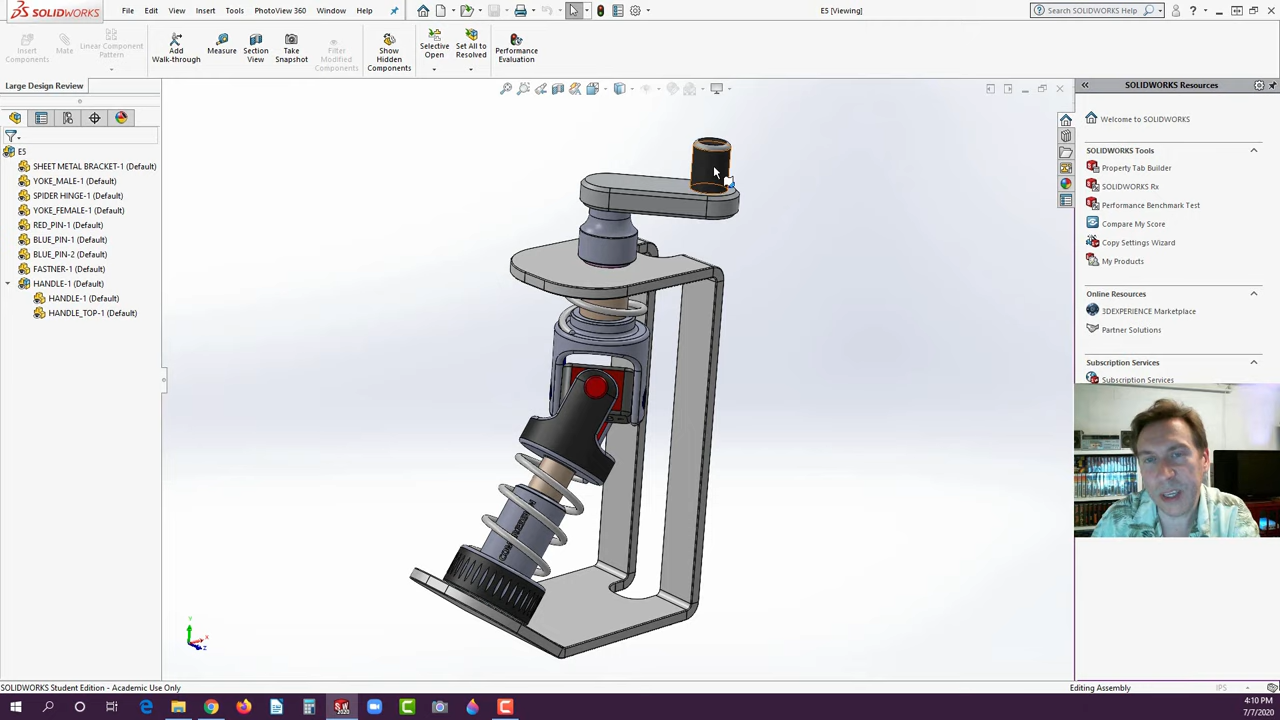 SOLIDWORKS
File
Edit
View
Insert
Tools
PhotoView 360
Window
Help
E5 [Viewing]
Search SOLIDWORKS Help
Insert
Components
Mate
Linear Component
Pattern
Add
Walk-through
Measure
Section
View
Take
Snapshot
Filter
Modified
Components
Show
Hidden
Components
Selective
Open
Set All to
Resolved
Performance
Evaluation
Large Design Review
E5
SHEET METAL BRACKET-1 (Default)
YOKE_MALE-1 (Default)
SPIDER HINGE-1 (Default)
YOKE_FEMALE-1 (Default)
RED_PIN-1 (Default)
BLUE_PIN-1 (Default)
BLUE_PIN-2 (Default)
FASTNER-1 (Default)
HANDLE-1 (Default)
HANDLE-1 (Default)
HANDLE_TOP-1 (Default)
SOLIDWORKS Resources
Welcome to SOLIDWORKS
SOLIDWORKS Tools
Property Tab Builder
SOLIDWORKS Rx
Performance Benchmark Test
Compare My Score
Copy Settings Wizard
My Products
Online Resources
3DEXPERIENCE Marketplace
Partner Solutions
Subscription Services
Subscription Services
Y
X
Z
SOLIDWORKS Student Edition - Academic Use Only
Editing Assembly
IPS
4:10 PM
7/7/2020